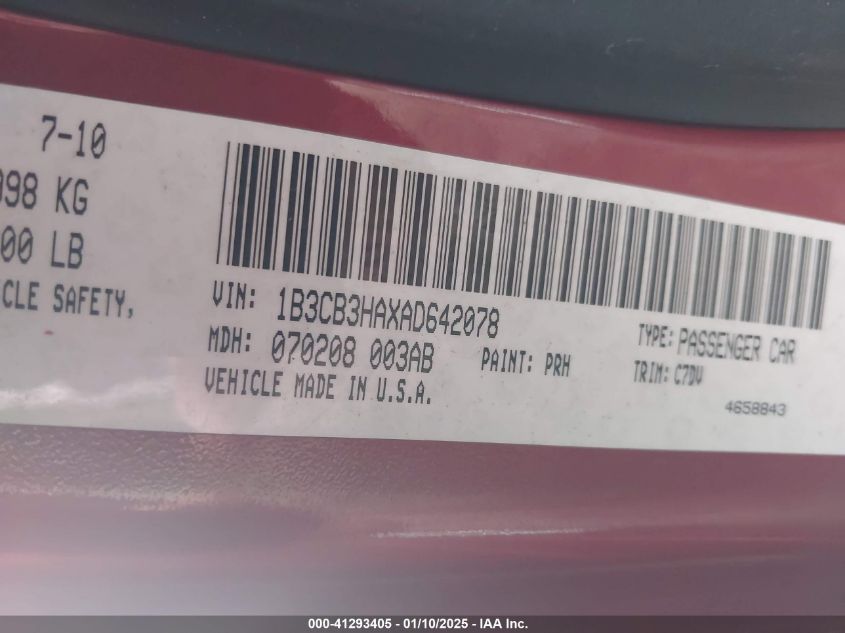 7-10
098 KG
00 LB
CLE SAFETY,
VIN: 1B3CB3HAXAD642078
MDH: 070208 003AB
PAINT: PRH
VEHICLE MADE IN U.S.A.
TYPE: PASSENGER CAR
TRIM: C7DV
4658843
000-41293405 - 01/10/2025 - IAA Inc.